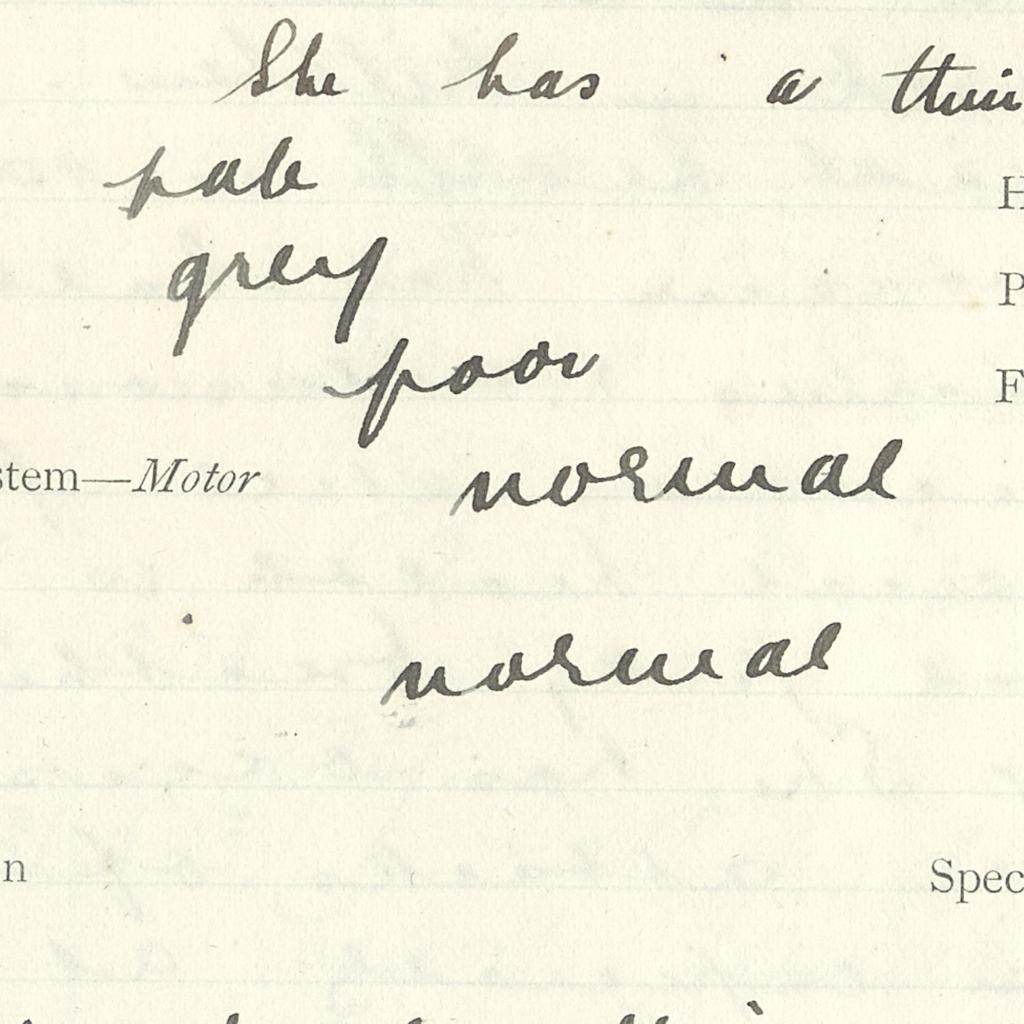 She has a thin
pale H
grey P
poor F
stem—Motor normal
normal
n Spec